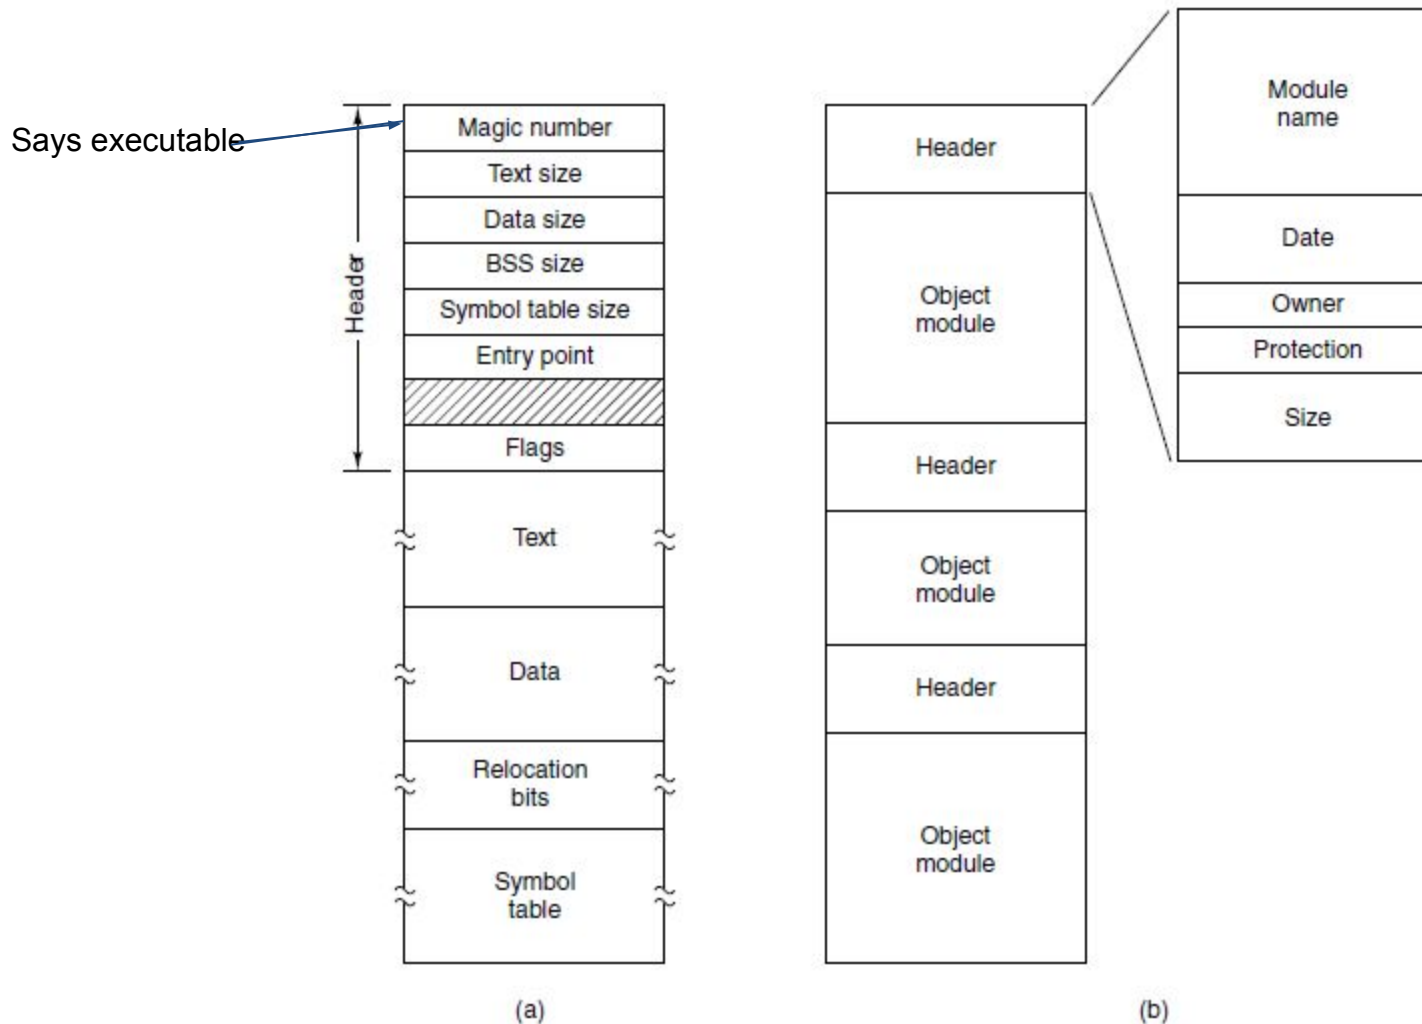 Says executable
Header
Magic number
Text size
Data size
BSS size
Symbol table size
Entry point
Flags
Text
Data
Relocation
bits
Symbol
table
(a)
Header
Object
module
Header
Object
module
Header
Object
module
Module
name
Date
Owner
Protection
Size
(b)